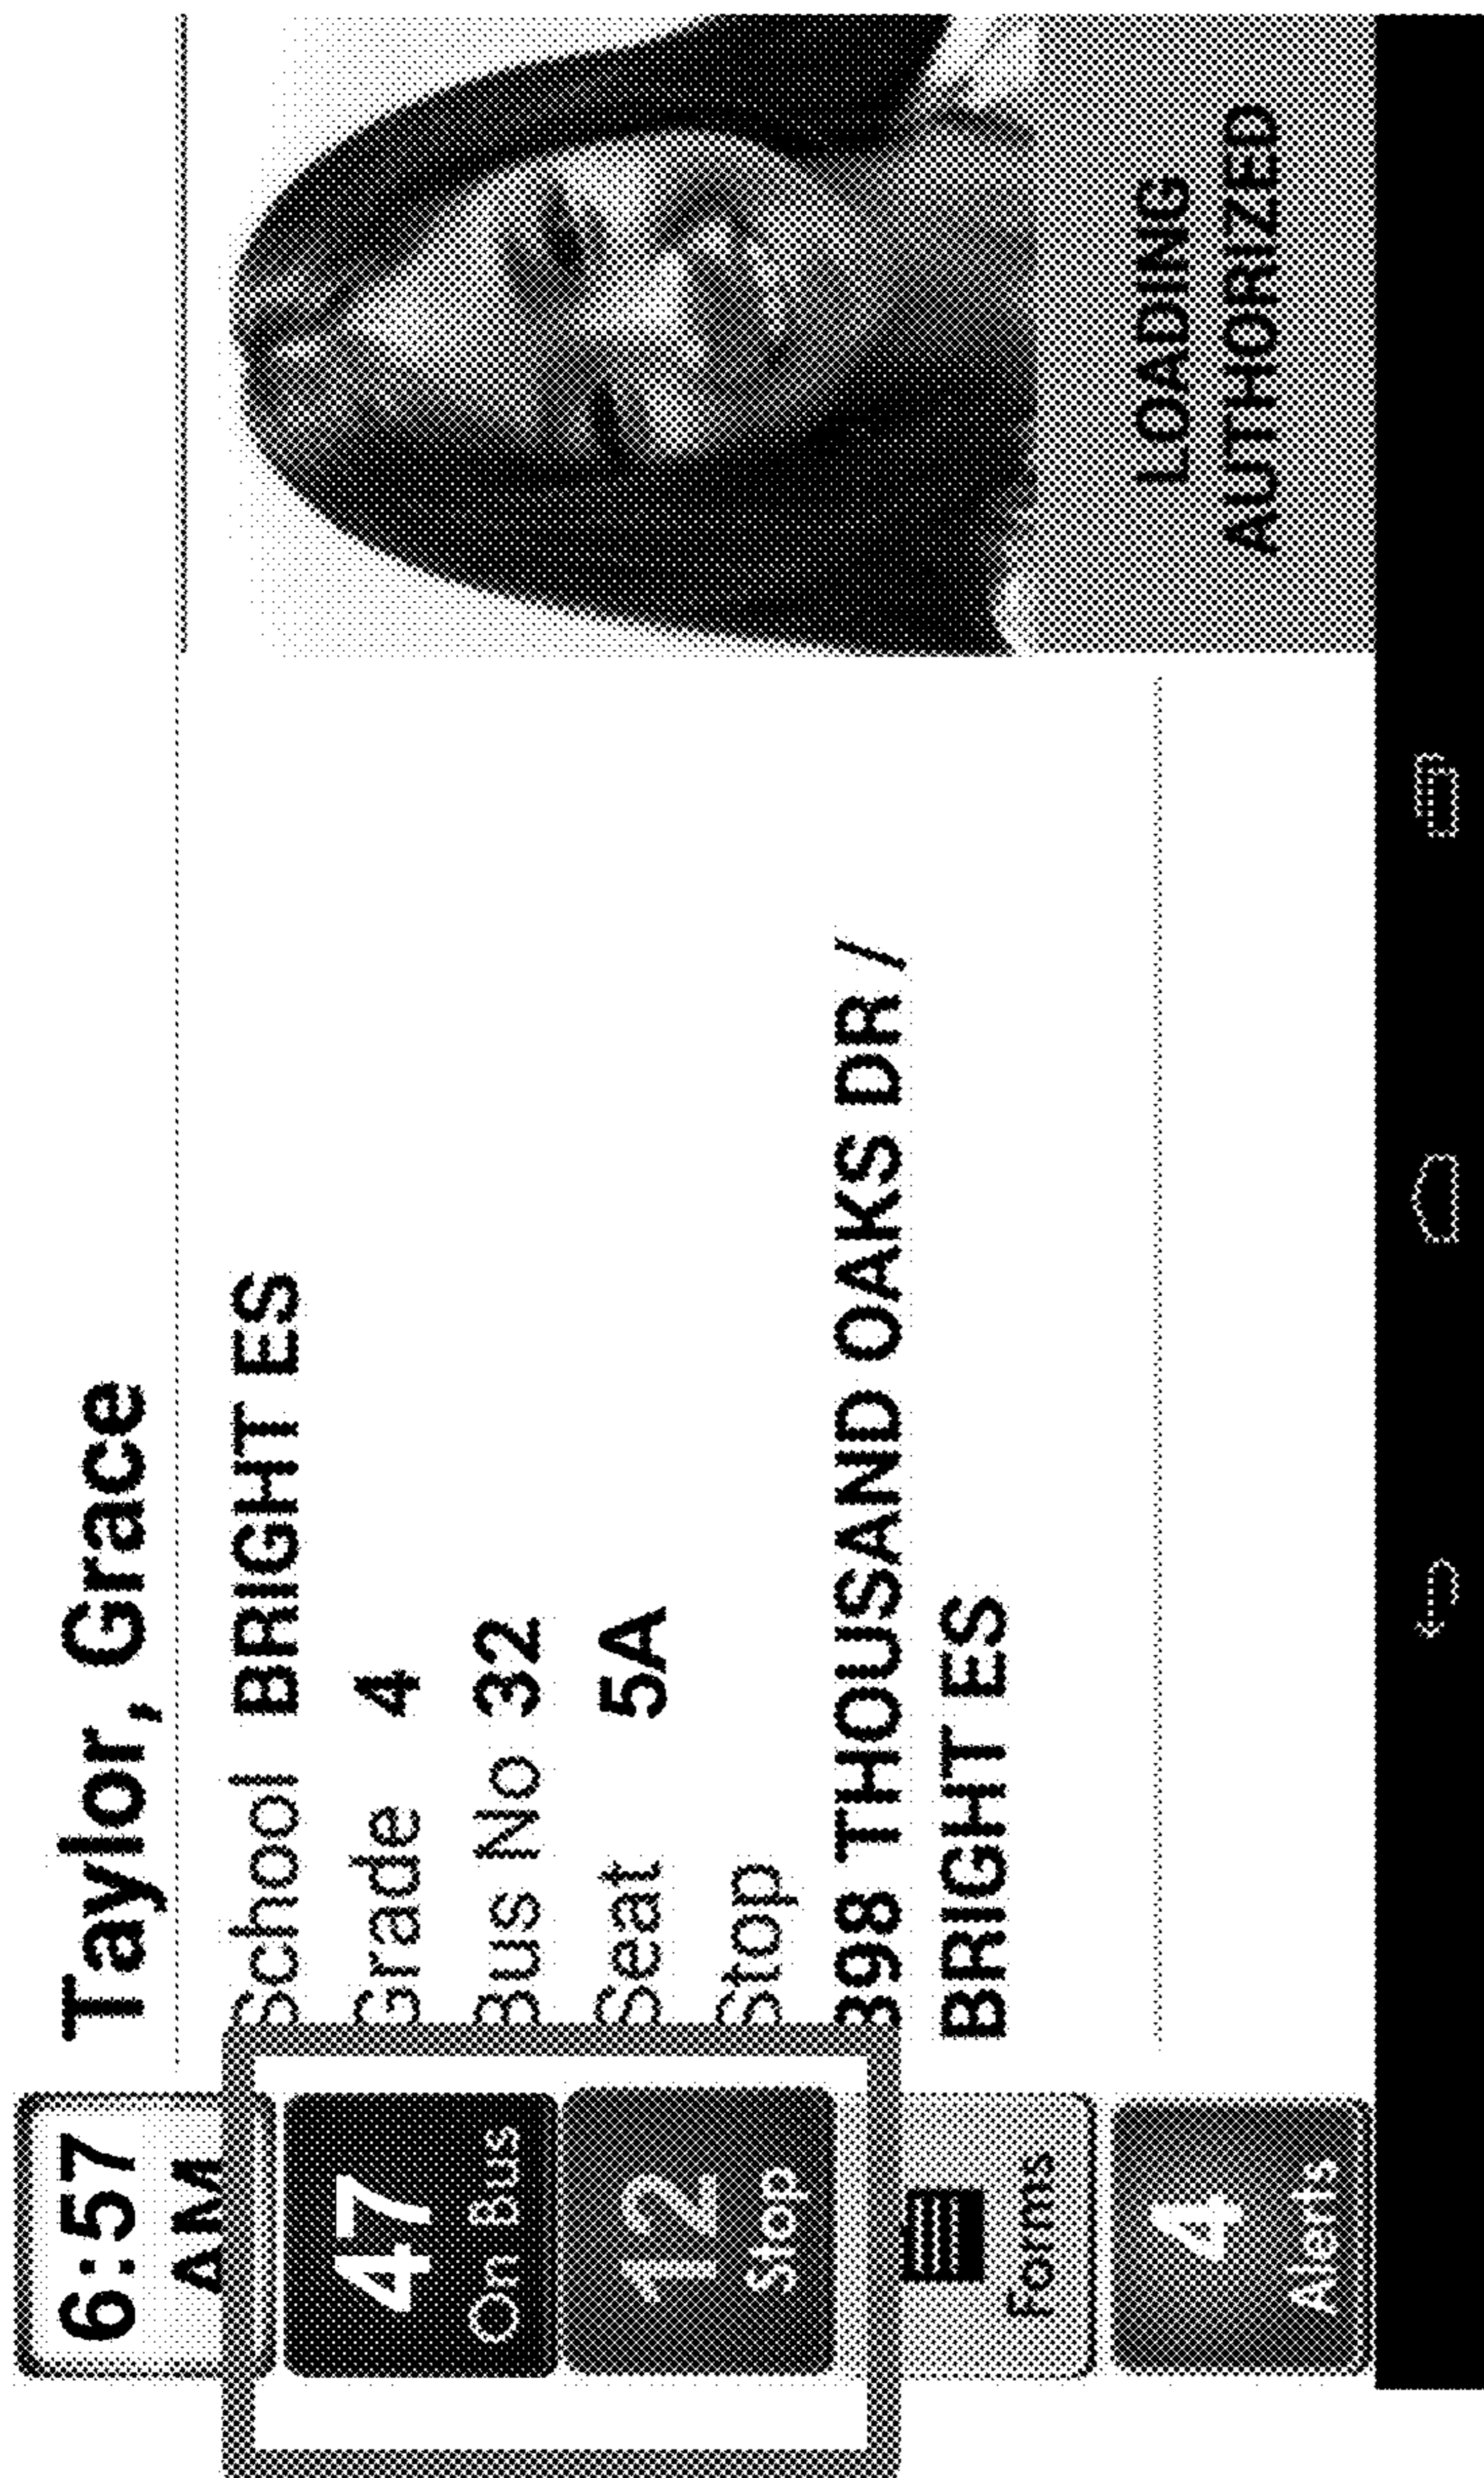 6:57
AM
47
On Bus
12
Stop
Forms
4
Alerts
Taylor, Grace
School BRIGHT ES
Grade 4
Bus No 32
Seat 5A
Stop
398 THOUSAND OAKS DR /
BRIGHT ES
LOADING
AUTHORIZED